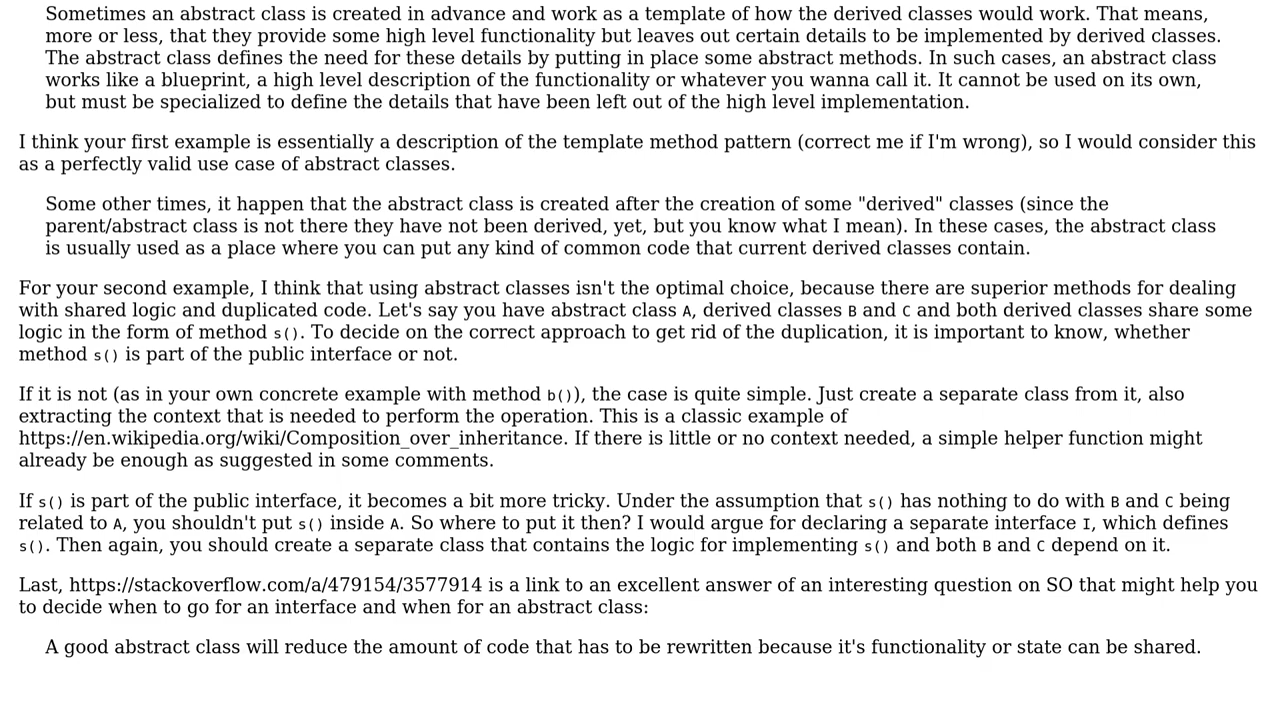 Sometimes an abstract class is created in advance and work as a template of how the derived classes would work. That means,
more or less, that they provide some high level functionality but leaves out certain details to be implemented by derived classes.
The abstract class defines the need for these details by putting in place some abstract methods. In such cases, an abstract class
works like a blueprint, a high level description of the functionality or whatever you wanna call it. It cannot be used on its own,
but must be specialized to define the details that have been left out of the high level implementation.
I think your first example is essentially a description of the template method pattern (correct me if I'm wrong), so I would consider this
as a perfectly valid use case of abstract classes.
Some other times, it happen that the abstract class is created after the creation of some "derived" classes (since the
parent/abstract class is not there they have not been derived, yet, but you know what I mean). In these cases, the abstract class
is usually used as a place where you can put any kind of common code that current derived classes contain.
For your second example, I think that using abstract classes isn't the optimal choice, because there are superior methods for dealing
with shared logic and duplicated code. Let's say you have abstract class A, derived classes B and C and both derived classes share some
logic in the form of method s(). To decide on the correct approach to get rid of the duplication, it is important to know, whether
method s() is part of the public interface or not.
If it is not (as in your own concrete example with method b()), the case is quite simple. Just create a separate class from it, also
extracting the context that is needed to perform the operation. This is a classic example of
https://en.wikipedia.org/wiki/Composition_over_inheritance. If there is little or no context needed, a simple helper function might
already be enough as suggested in some comments.
If s() is part of the public interface, it becomes a bit more tricky. Under the assumption that s() has nothing to do with B and C being
related to A, you shouldn't put s() inside A. So where to put it then? I would argue for declaring a separate interface I, which defines
s(). Then again, you should create a separate class that contains the logic for implementing s() and both B and C depend on it.
Last, https://stackoverflow.com/a/479154/3577914 is a link to an excellent answer of an interesting question on SO that might help you
to decide when to go for an interface and when for an abstract class:
A good abstract class will reduce the amount of code that has to be rewritten because it's functionality or state can be shared.